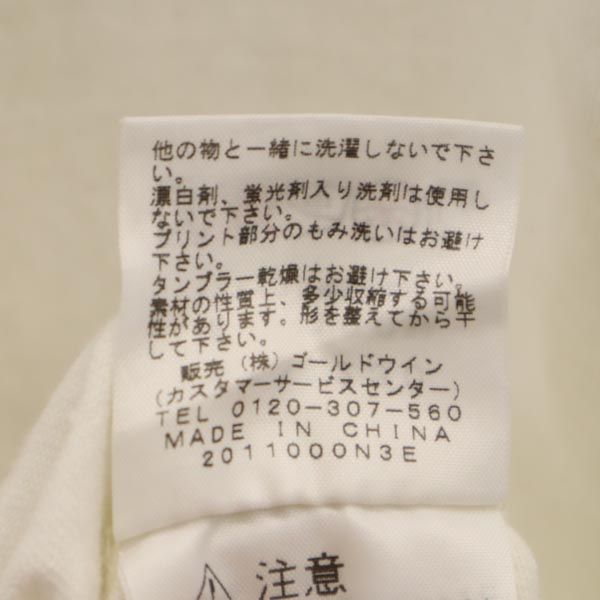 他の物と一緒に洗濯しないで下さ
い。
漂白剤、蛍光剤入り洗剤は使用し
ないで下さい。
プリント部分のもみ洗いはお避け
下さい。
タンブラー乾燥はお避け下さい。
素材の性質上、多少収縮する可能
性があります。形を整えてから干
して下さい。
販売（株）ゴールドウイン
(カスタマーサービスセンター)
TEL 0120-307-560
MADE IN CHINA
2011000N3E
注意